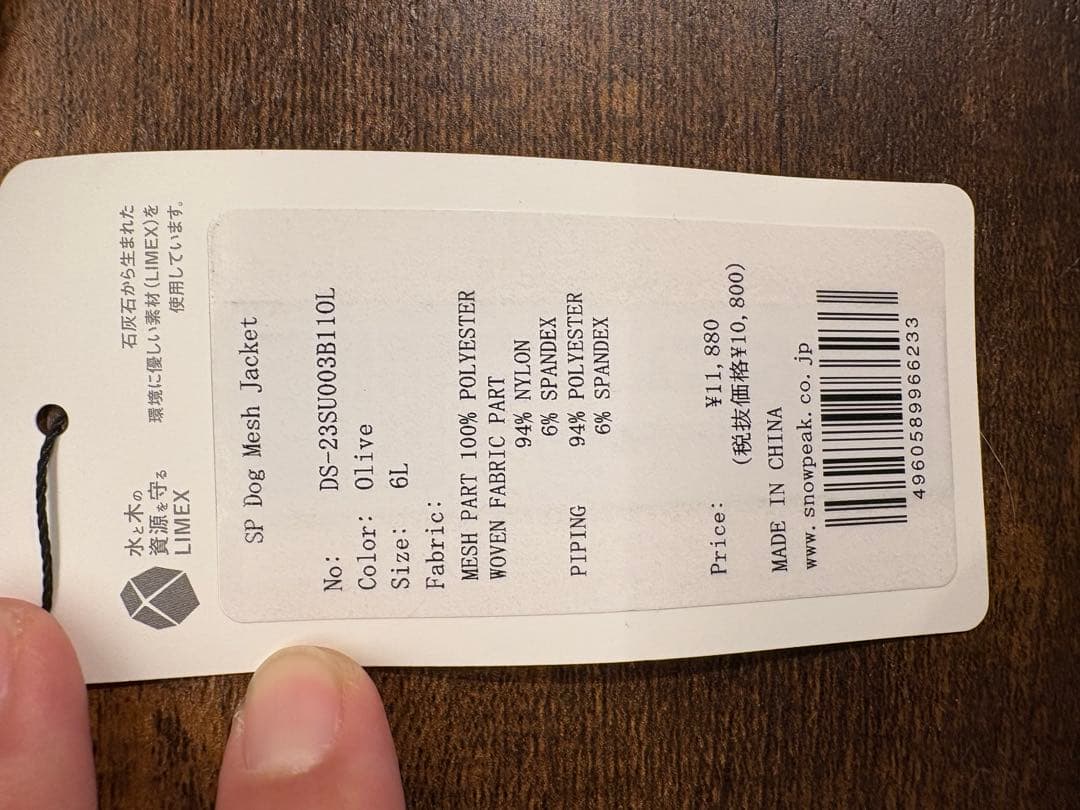 水と木の
資源を守る
LIMEX
石灰石から生まれた
環境に優しい素材(LIMEX)を
使用しています。
SP Dog Mesh Jacket
No: DS-23SU003B110L
Color: Olive
Size: 6L
Fabric:
MESH PART 100% POLYESTER
WOVEN FABRIC PART
94% NYLON
6% SPANDEX
PIPING 94% POLYESTER
6% SPANDEX
Price: ¥11,880
(税抜価格¥10,800)
MADE IN CHINA
www.snowpeak.co.jp
4960589966233